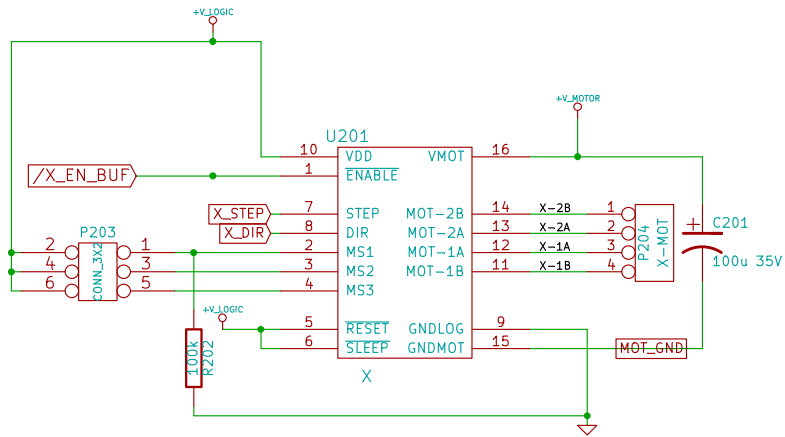 +V_LOGIC
+V_MOTOR
U201
10 VDD VMOT 16
/X_EN_BUF 1 ENABLE
X_STEP 7 STEP MOT-2B 14 X-2B 1
X_DIR 8 DIR MOT-2A 13 X-2A 2
P203
2 1 2 MS1 MOT-1A 12 X-1A 3
4 3 3 MS2 MOT-1B 11 X-1B 4
6 5 4 MS3
CONN_3X2
P204
X-MOT
+ C201
100u 35V
+V_LOGIC
5 RESET GNDLOG 9
6 SLEEP GNDMOT 15 MOT_GND
100k
R202
X